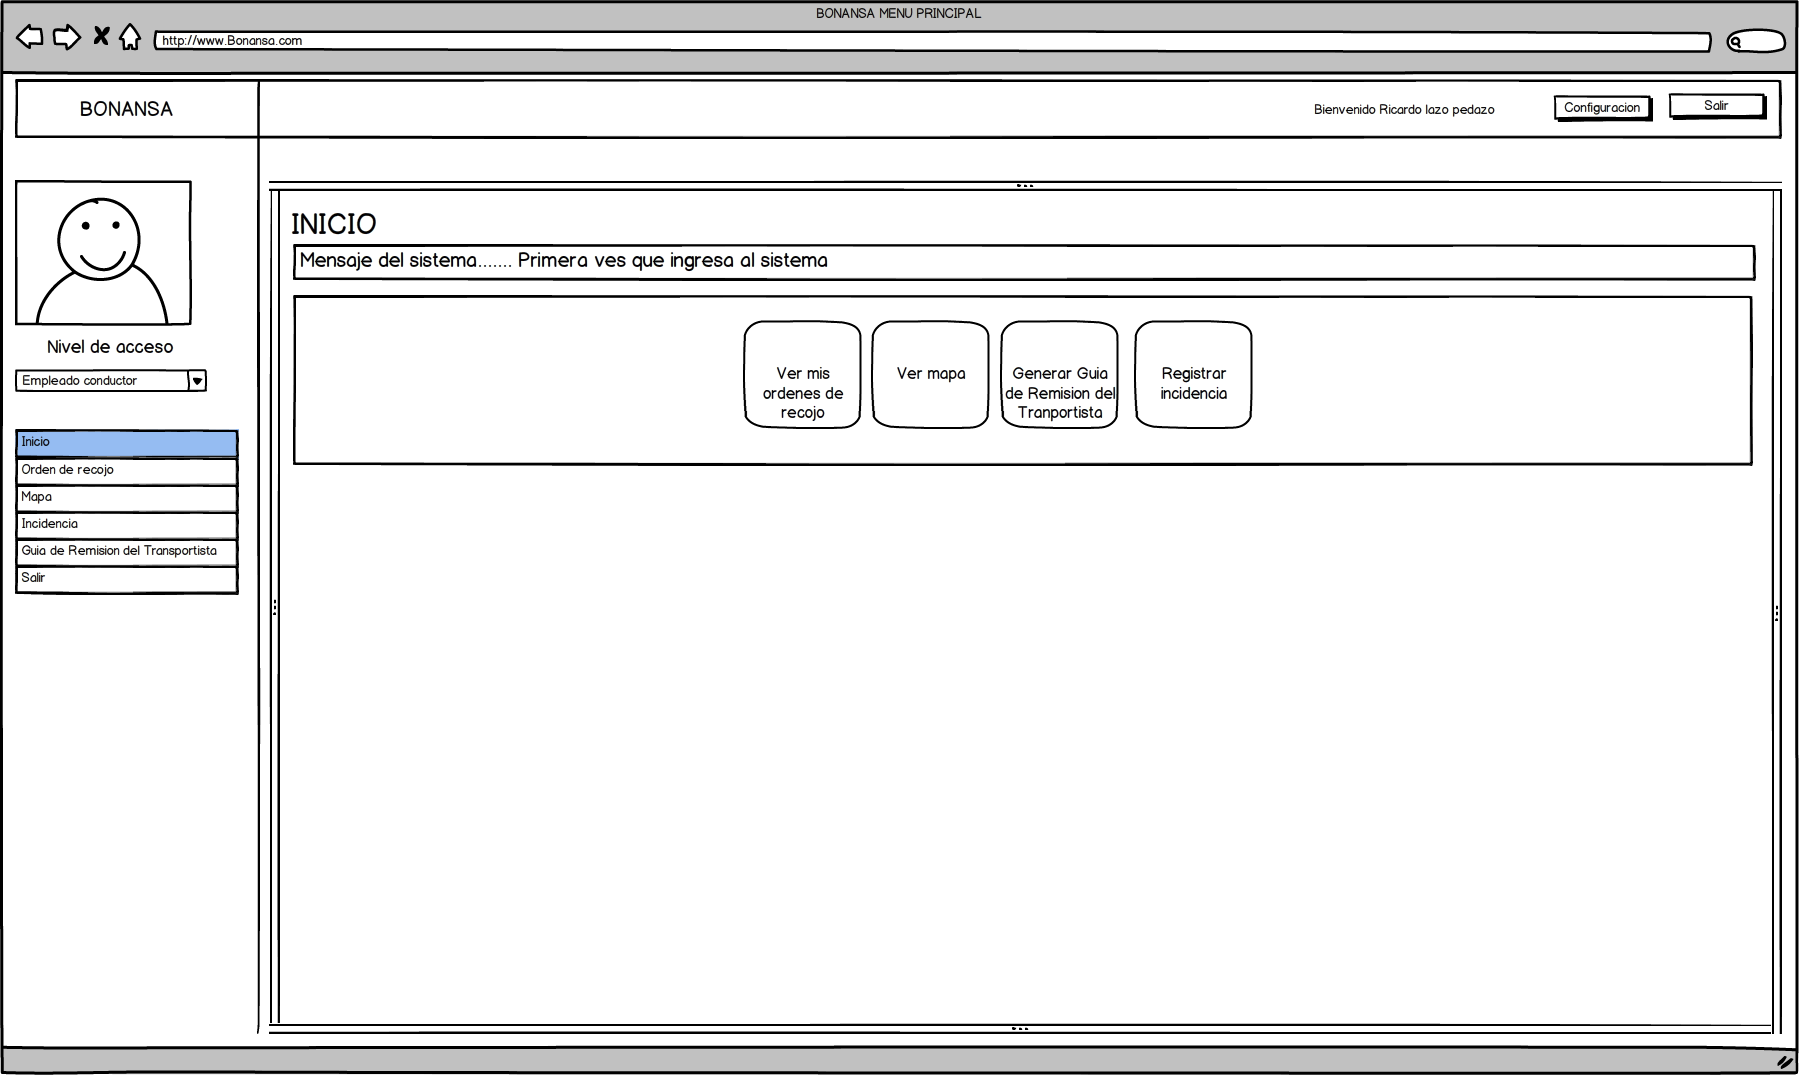 BONANSA MENU PRINCIPAL
http://www.Bonansa.com
BONANSA
Bienvenido Ricardo lazo pedazo
Configuracion
Salir
Nivel de acceso
Empleado conductor
Inicio
Orden de recojo
Mapa
Incidencia
Guia de Remision del Transportista
Salir
INICIO
Mensaje del sistema....... Primera ves que ingresa al sistema
Ver mis
ordenes de
recojo
Ver mapa
Generar Guia
de Remision del
Tranportista
Registrar
incidencia